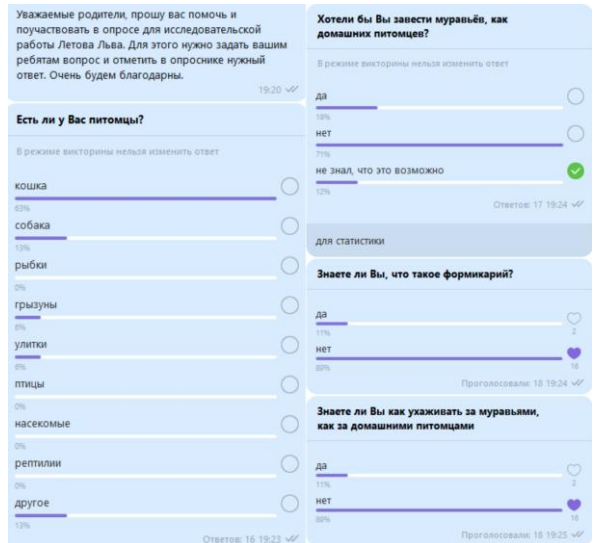 Уважаемые родители, прошу вас помочь и
поучаствовать в опросе для исследовательской
работы Летова Льва. Для этого нужно задать вашим
ребятам вопрос и отметить в опроснике нужный
ответ. Очень будем благодарны.
19:20
Есть ли у Вас питомцы?
В режиме викторины нельзя изменить ответ
кошка
63%
собака
13%
рыбки
0%
грызуны
6%
улитки
6%
птицы
0%
насекомые
0%
рептилии
0%
другое
13%
Ответов: 16 19:23
Хотели бы Вы завести муравьёв, как
домашних питомцев?
В режиме викторины нельзя изменить ответ
да
18%
нет
71%
не знал, что это возможно
12%
Ответов: 17 19:24
для статистики
Знаете ли Вы, что такое формикарий?
да
11%
2
нет
89%
16
Проголосовали: 18 19:24
Знаете ли Вы как ухаживать за муравьями,
как за домашними питомцами
да
11%
2
нет
89%
16
Проголосовали: 18 19:25